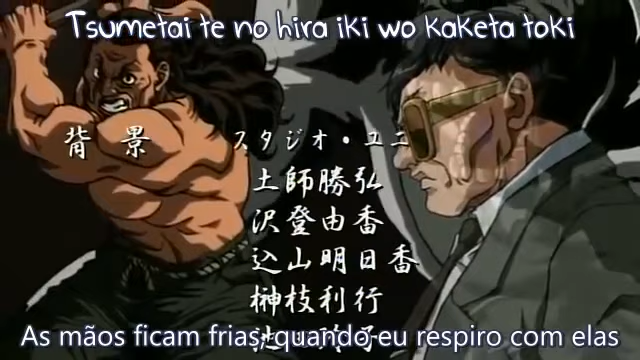 Tsumetai te no hira iki wo kaketa toki
背景 スタジオ・ユニ
土師勝弘
沢登由香
込山明日香
榊枝利行
As mãos ficam frias, quando eu respiro com elas